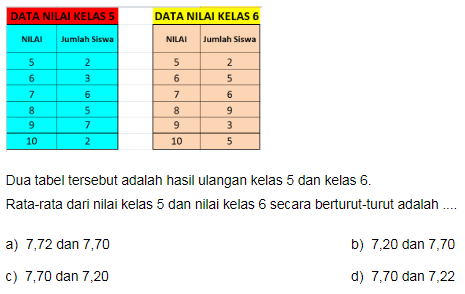 DATA NILAI KELAS 5
NILAI Jumlah Siswa
5 2
6 3
7 6
8 5
9 7
10 2
DATA NILAI KELAS 6
NILAI Jumlah Siswa
5 2
6 5
7 6
8 9
9 3
10 5
Dua tabel tersebut adalah hasil ulangan kelas 5 dan kelas 6.
Rata-rata dari nilai kelas 5 dan nilai kelas 6 secara berturut-turut adalah ....
a) 7,72 dan 7,70
b) 7,20 dan 7,70
c) 7,70 dan 7,20
d) 7,70 dan 7,22